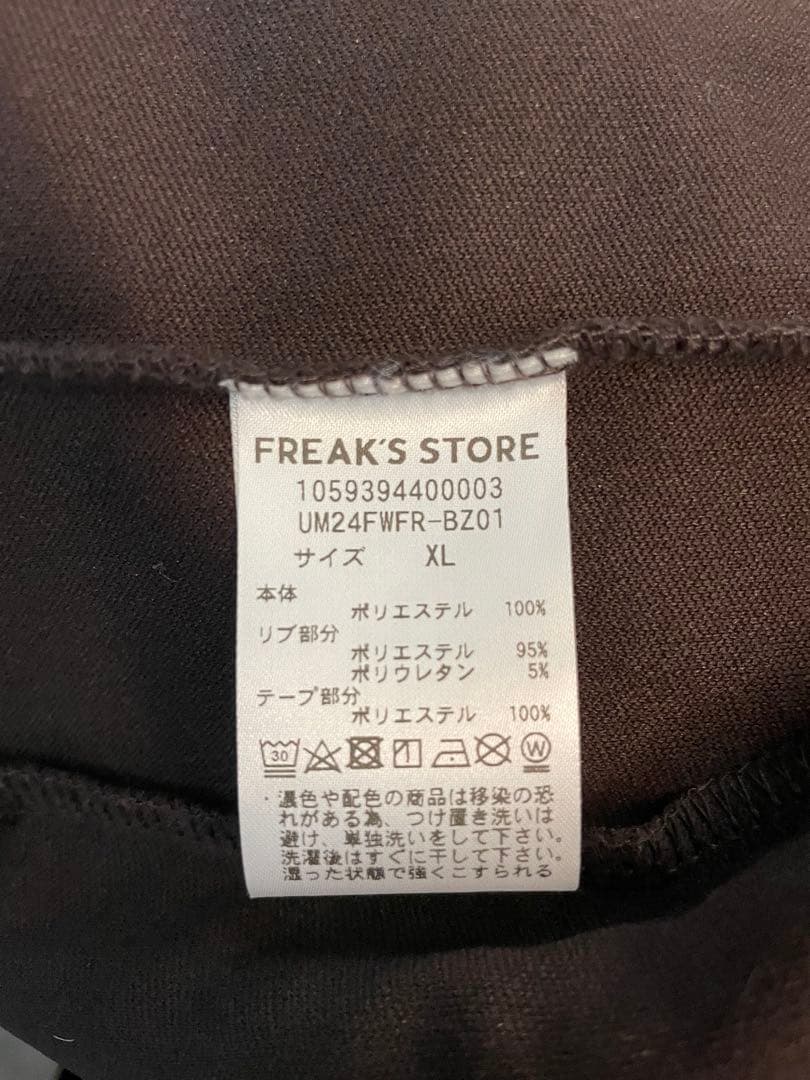 FREAK'S STORE
1059394400003
UM24FWFR-BZ01
サイズ XL
本体
ポリエステル 100%
リブ部分
ポリエステル 95%
ポリウレタン 5%
テープ部分
ポリエステル 100%
30 W
・濃色や配色の商品は移染の恐
れがある為、つけ置き洗いは
避け、単独洗いをして下さい。
洗濯後はすぐに干して下さい。
湿った状態で強くこすられる